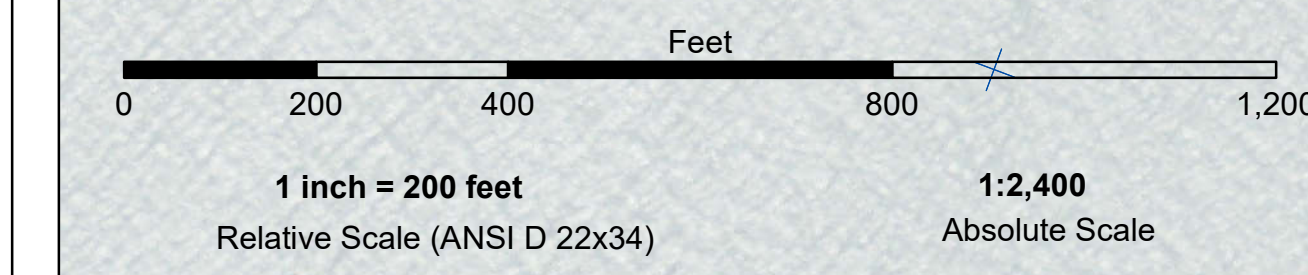 Feet
0 200 400 800 1,200
1 inch = 200 feet 1:2,400
Relative Scale (ANSI D 22x34) Absolute Scale